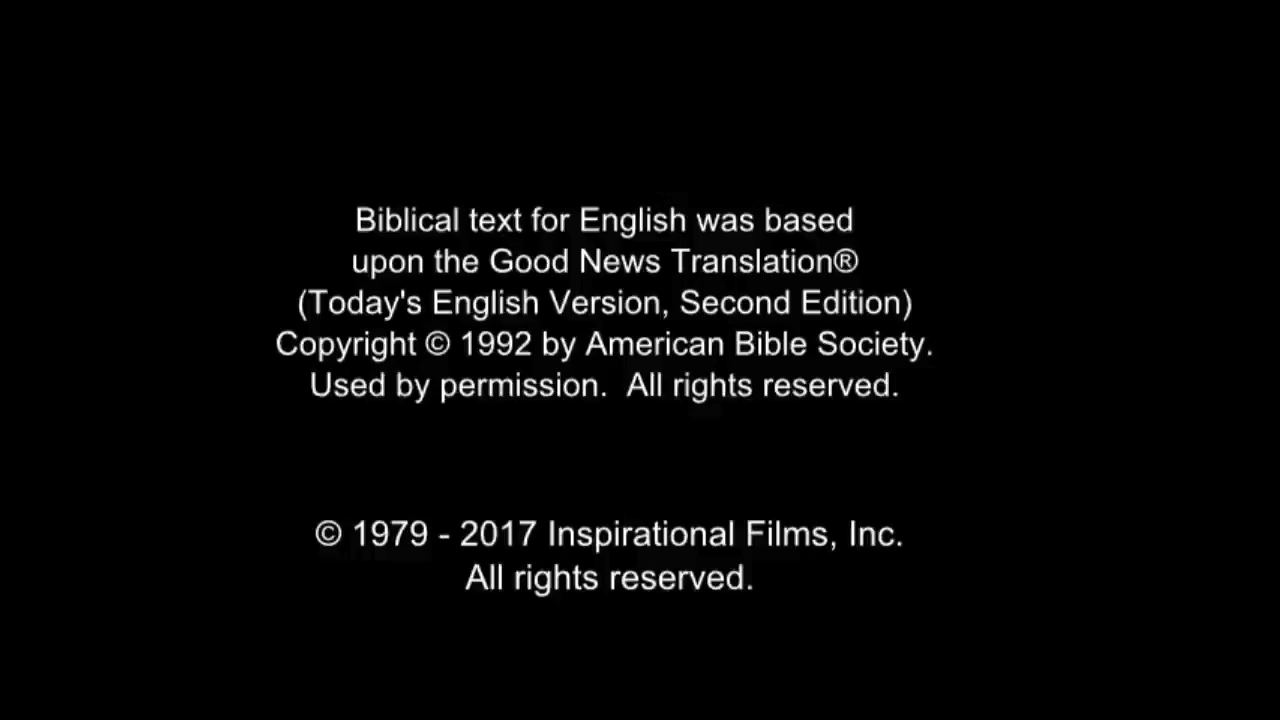 Biblical text for English was based
upon the Good News Translation®
(Today's English Version, Second Edition)
Copyright © 1992 by American Bible Society.
Used by permission.  All rights reserved.
© 1979 - 2017 Inspirational Films, Inc.
All rights reserved.